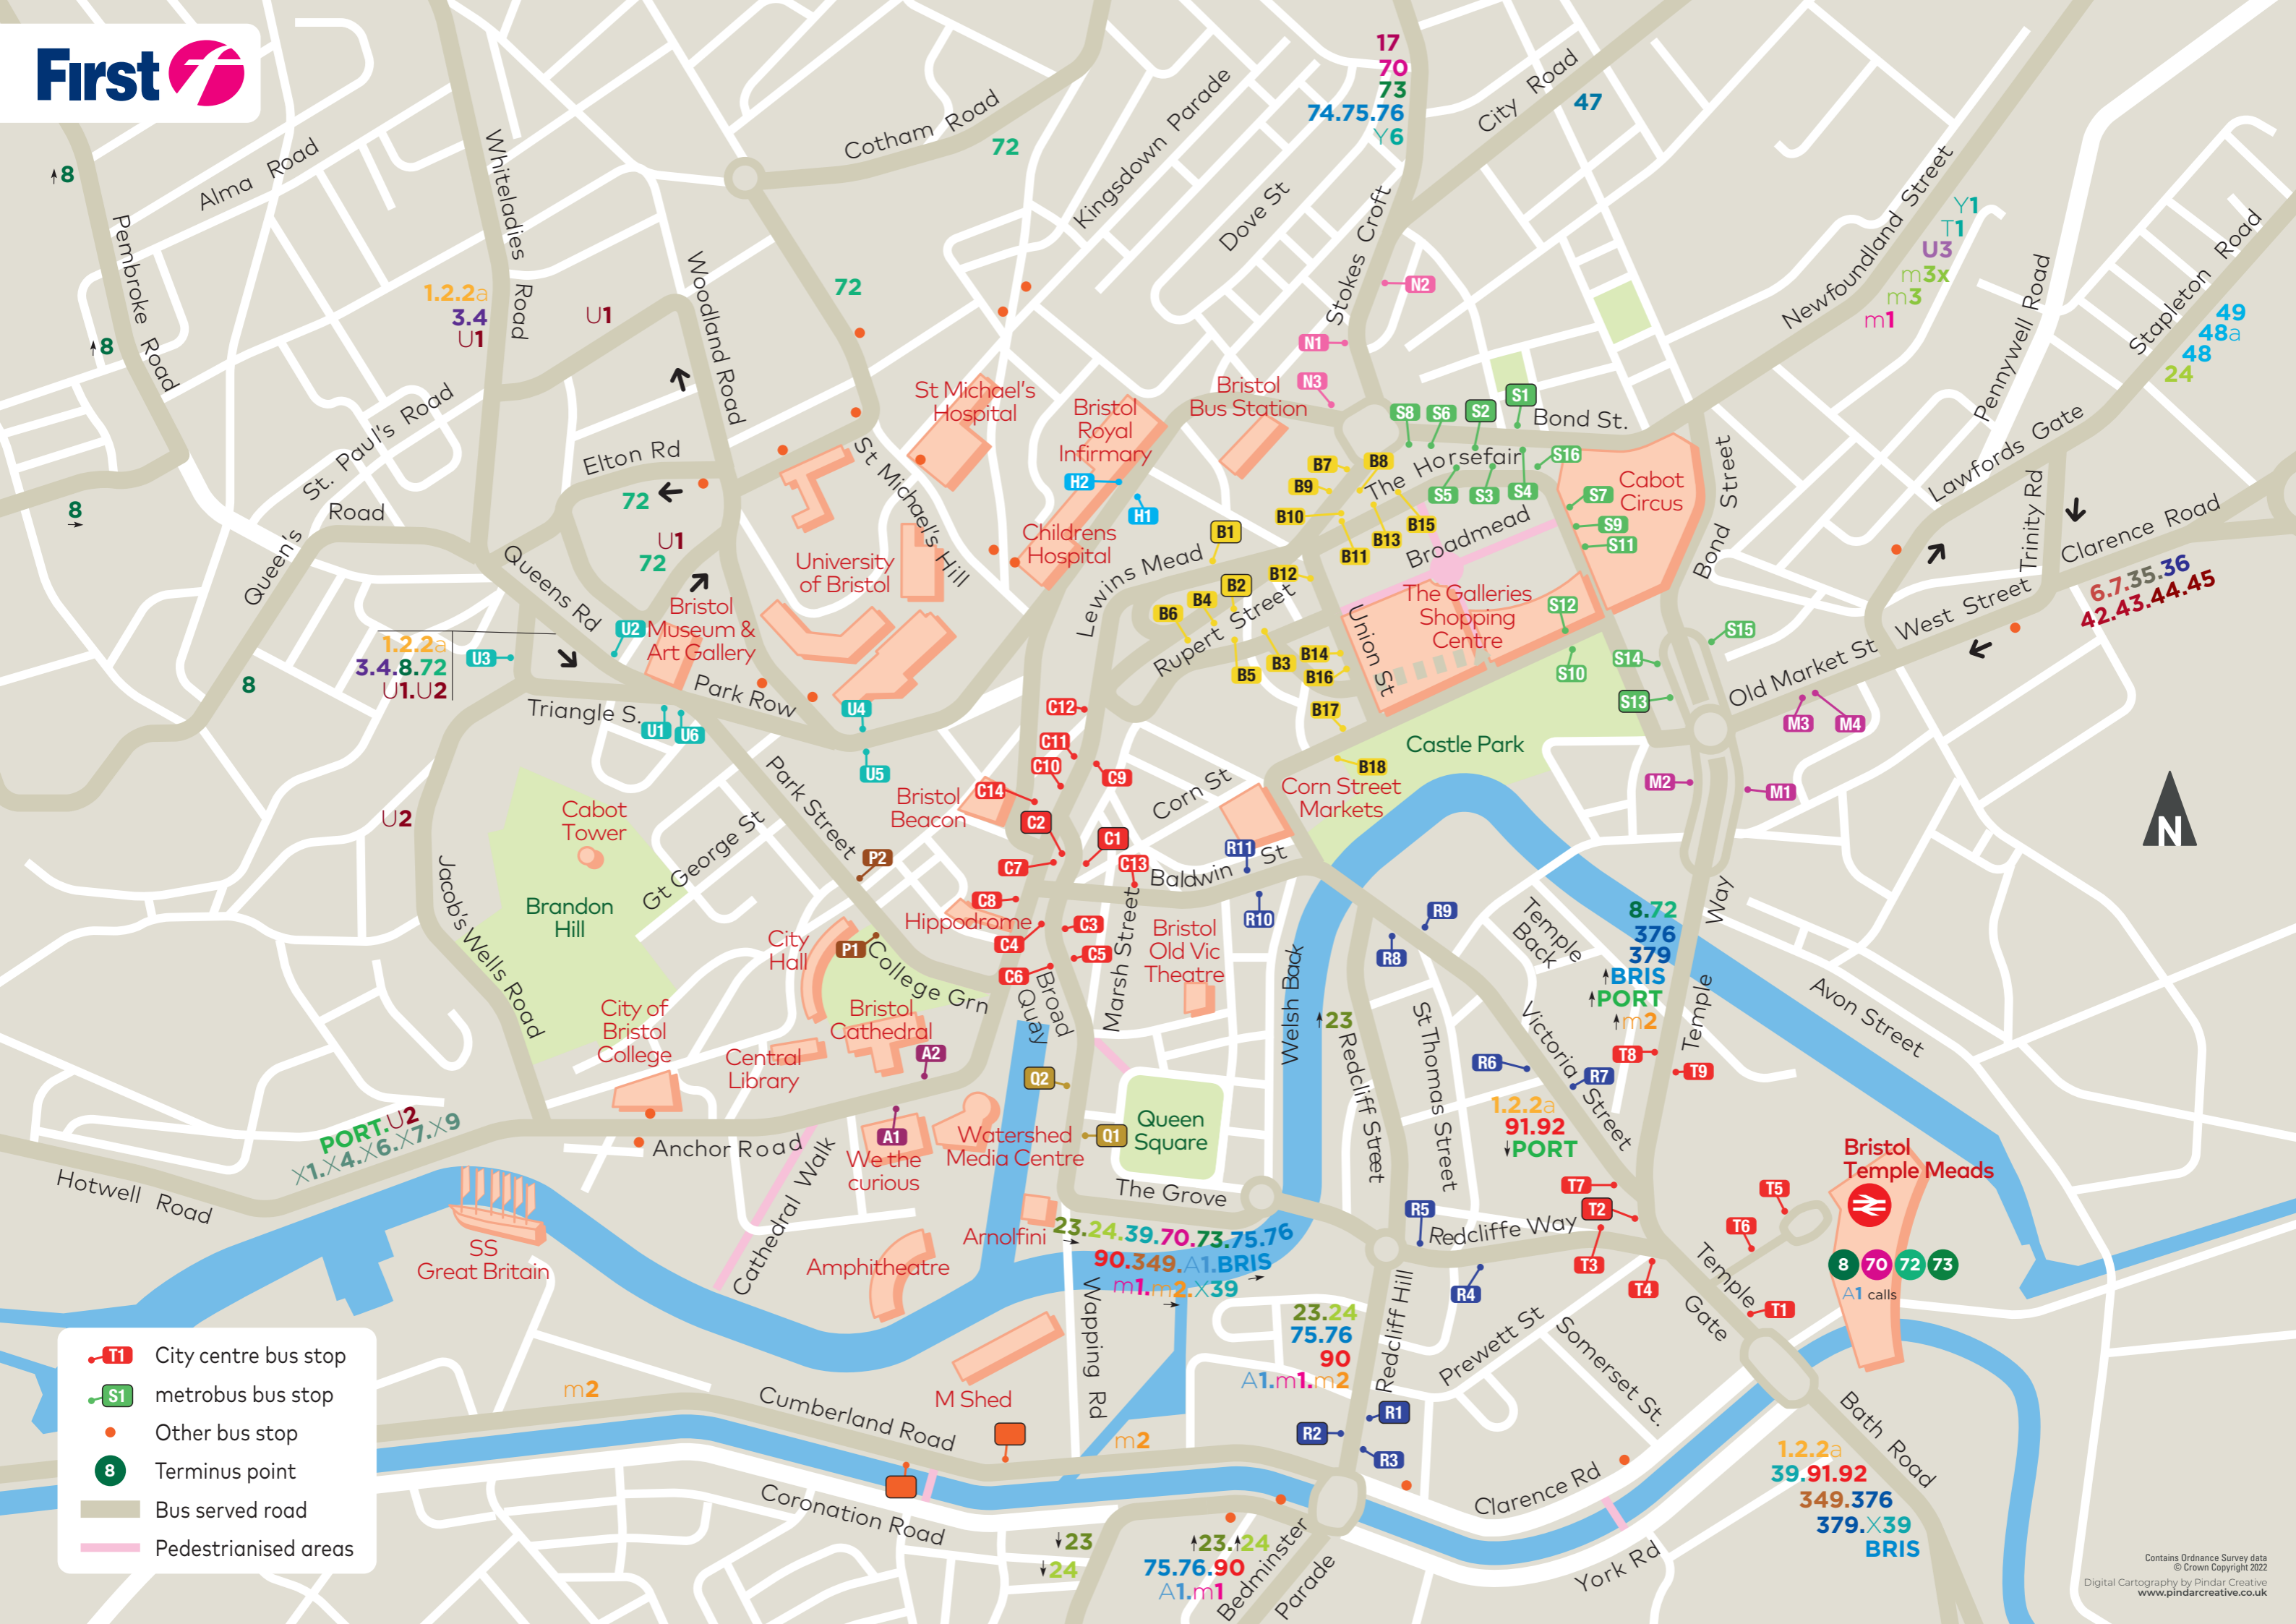 First
17
70
73
74.75.76
Y6
City Road
47
Kingsdown Parade
Cotham Road
72
Whiteladies Road
Alma Road
8
Pembroke Road
8
Dove St
Stokes Croft
Newfoundland Street
Y1
T1
U3
m3x
m3
m1
Pennywell Road
Stapleton Road
49
48a
48
24
1.2.2a
3.4
U1
U1
Woodland Road
72
N2
N1
N3
St Michael's
Hospital
Bristol
Royal
Infirmary
Bristol
Bus Station
S8
S6
S2
S1
Bond St.
St. Paul's Road
Elton Rd
72
St Michael's Hill
H2
H1
B7
B8
B9
The Horsefair
S16
S5
S3
S4
Cabot
Circus
S7
S9
S11
Bond Street
Lawfords Gate
Trinity Rd
Clarence Road
8
Queen's Road
Queens Rd
U1
72
University
of Bristol
Childrens
Hospital
B1
B10
B15
B13
B11
Broadmead
Lewins Mead
B12
B2
B4
B6
Rupert Street
The Galleries
Shopping
Centre
S12
S10
S15
S14
S13
West Street
6.7.35.36
42.43.44.45
Old Market St
U2
Bristol
Museum &
Art Gallery
1.2.2a
3.4.8.72
U1.U2
U3
8
B5
B3
B14
B16
B17
B18
Union St
Park Row
Triangle S.
U1
U6
U4
U5
C12
C11
C10
C9
C14
Castle Park
M3
M4
M2
M1
Corn St
Corn Street
Markets
Park Street
Bristol
Beacon
C2
C1
C7
C13
U2
Cabot
Tower
Gt George St
P2
R11
Baldwin St
R10
N
Jacob's Wells Road
Brandon
Hill
C8
Hippodrome
C4
C3
C5
C6
Marsh Street
Bristol
Old Vic
Theatre
R9
R8
Temple
Back
8.72
376
379
BRIS
PORT
m2
Temple Way
Avon Street
City
Hall
P1
College Grn
Broad
Quay
Welsh Back
City of
Bristol
College
Bristol
Cathedral
Central
Library
A2
23
Redcliff Street
St Thomas Street
Victoria Street
R6
R7
T8
T9
Q2
Q1
Queen
Square
1.2.2a
91.92
PORT
PORT.U2
X1.X4.X6.X7.X9
Anchor Road
A1
We the
curious
Watershed
Media Centre
Hotwell Road
Cathedral Walk
The Grove
Arnolfini
23.24.39.70.73.75.76
90.349.A1.BRIS
m1.m2.X39
T7
T2
T3
T4
R5
Redcliffe Way
R4
Bristol
Temple Meads
T5
T6
8
70
72
73
A1 calls
T1
Temple
Gate
SS
Great Britain
Amphitheatre
Wapping Rd
23.24
75.76
90
A1.m1.m2
Redcliff Hill
Prewett St
Somerset St.
T1
City centre bus stop
S1
metrobus bus stop
Other bus stop
8
Terminus point
Bus served road
Pedestrianised areas
m2
Cumberland Road
M Shed
m2
R1
R2
R3
Coronation Road
23
24
23.24
75.76.90
A1.m1
Bedminster
Parade
Clarence Rd
York Rd
Bath Road
1.2.2a
39.91.92
349.376
379.X39
BRIS
Contains Ordnance Survey data
© Crown Copyright 2022
Digital Cartography by Pindar Creative
www.pindarcreative.co.uk